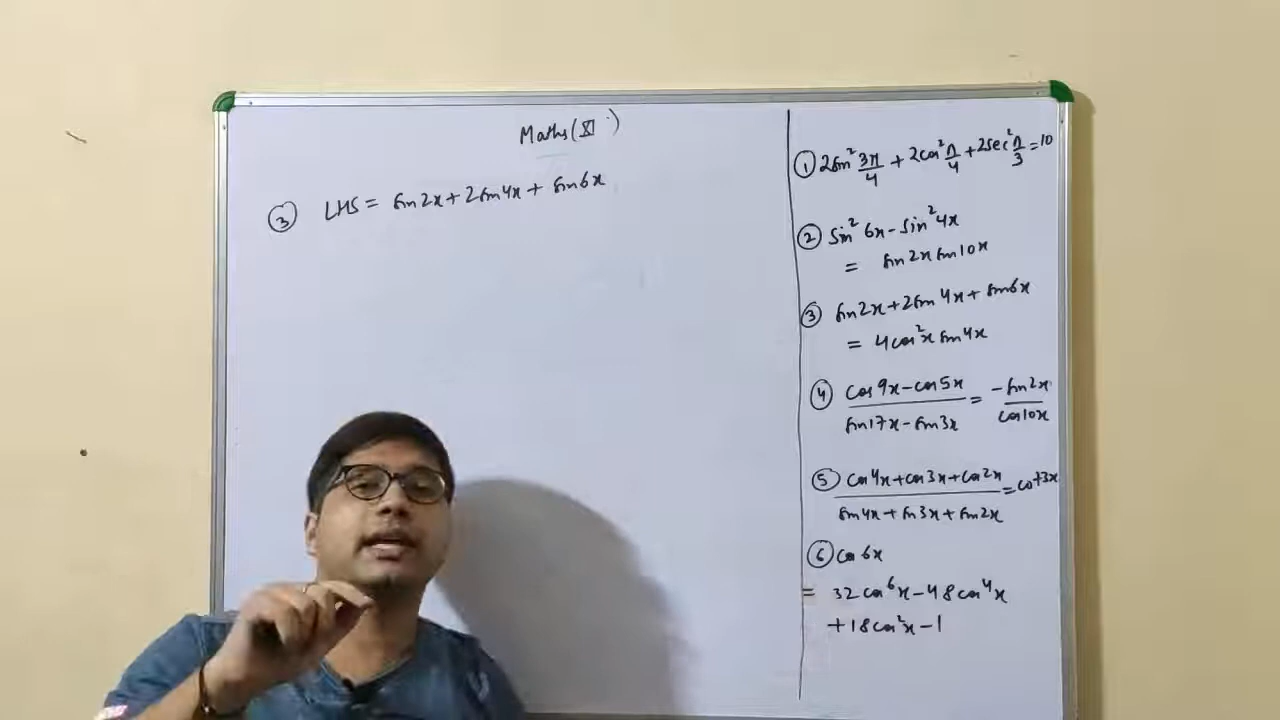 Maths (XI)
③ LHS = sin2x + 2sin4x + sin6x
① 2sin² 3π/4 + 2cos² π/4 + 2sec² π/3 = 10
② sin² 6x - sin² 4x
= sin2x sin10x
③ sin2x + 2sin4x + sin6x
= 4cos²x sin4x
④ cos9x - cos5x / sin17x - sin3x = -sin2x / cos10x
⑤ cos4x + cos3x + cos2x / sin4x + sin3x + sin2x = cot3x
⑥ cos6x
= 32cos⁶x - 48cos⁴x
+ 18cos²x - 1